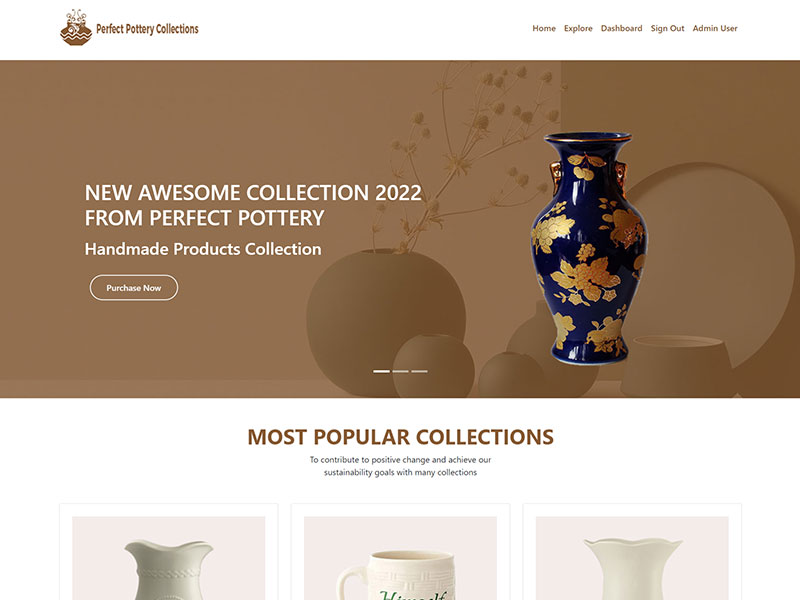 Perfect Pottery Collections
Home Explore Dashboard Sign Out Admin User
NEW AWESOME COLLECTION 2022
FROM PERFECT POTTERY
Handmade Products Collection
Purchase Now
MOST POPULAR COLLECTIONS
To contribute to positive change and achieve our
sustainability goals with many collections
Himself